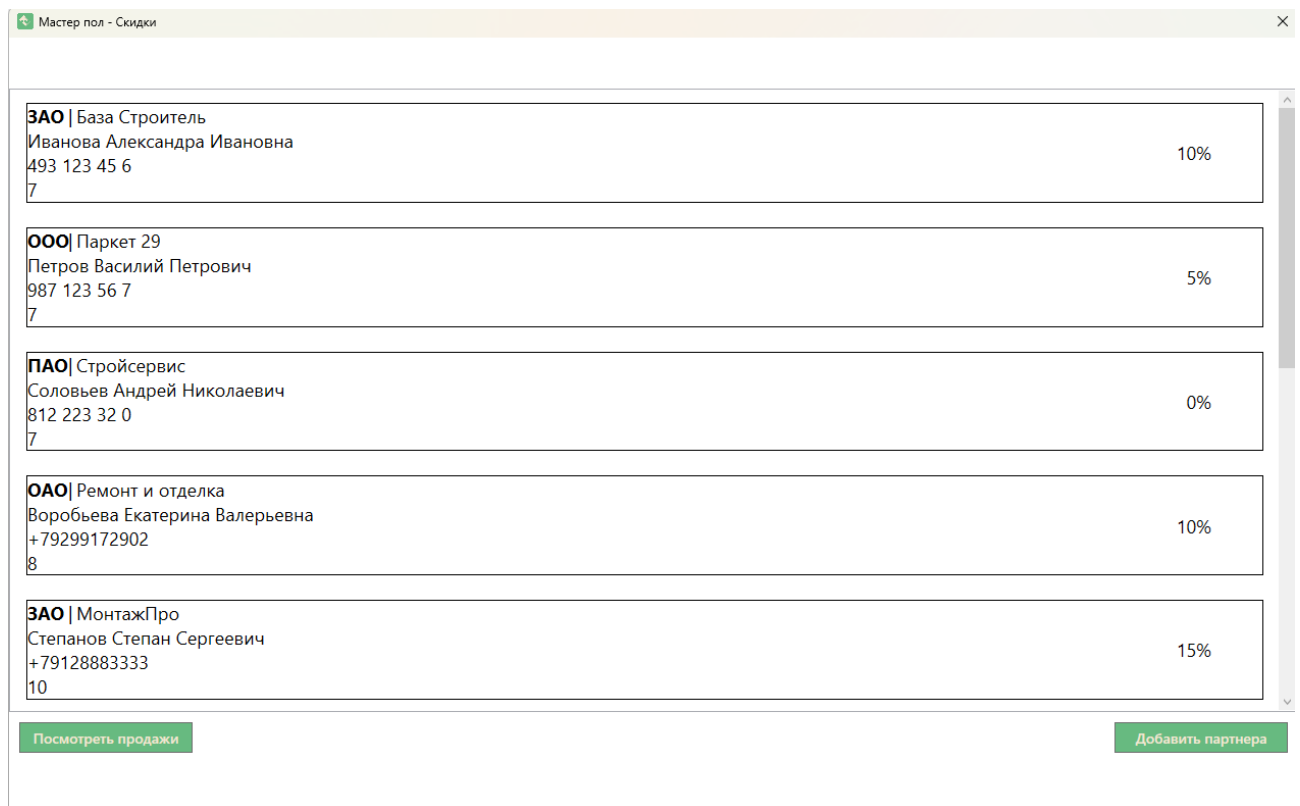 Мастер пол - Скидки
ЗАО | База Строитель
Иванова Александра Ивановна
493 123 45 6
7
10%
ООО| Паркет 29
Петров Василий Петрович
987 123 56 7
7
5%
ПАО| Стройсервис
Соловьев Андрей Николаевич
812 223 32 0
7
0%
ОАО| Ремонт и отделка
Воробьева Екатерина Валерьевна
+79299172902
8
10%
ЗАО | МонтажПро
Степанов Степан Сергеевич
+79128883333
10
15%
Посмотреть продажи
Добавить партнера